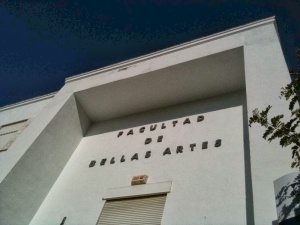 FACULTAD
DE
BELLAS ARTES